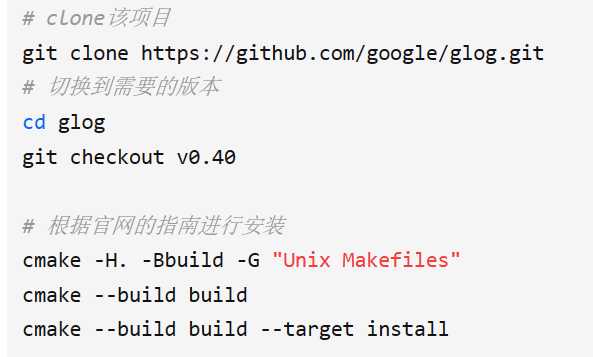 # clone该项目
git clone https://github.com/google/glog.git
# 切换到需要的版本
cd glog
git checkout v0.40
# 根据官网的指南进行安装
cmake -H. -Bbuild -G "Unix Makefiles"
cmake --build build
cmake --build build --target install